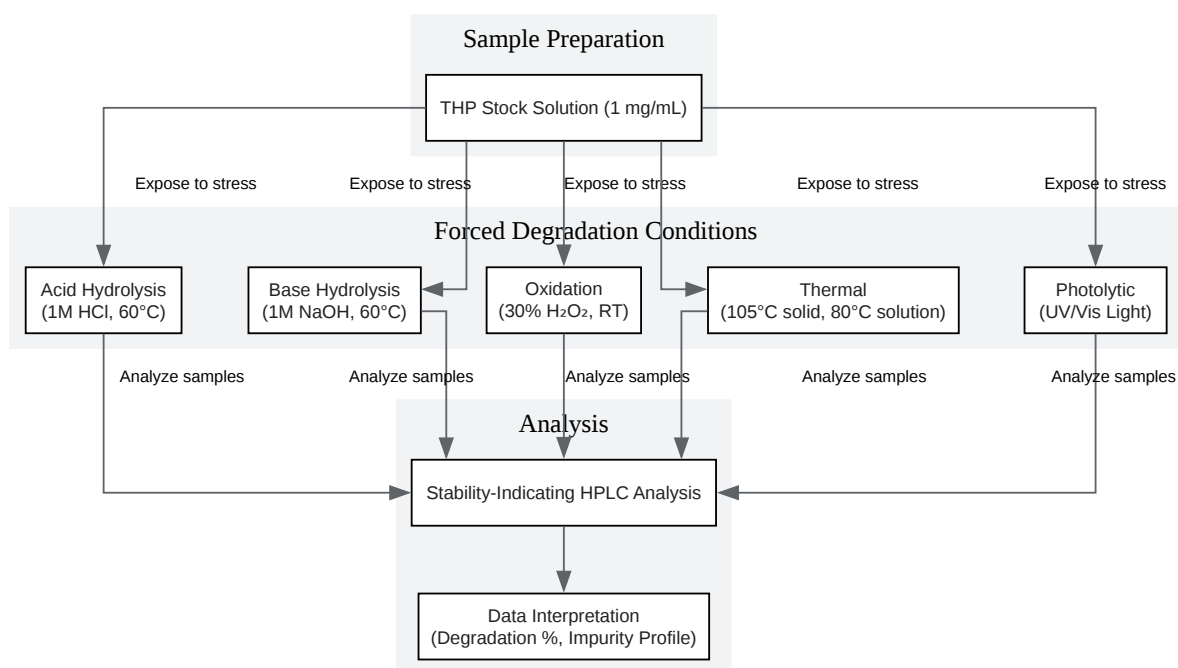 Sample Preparation
THP Stock Solution (1 mg/mL)
Expose to stress
Expose to stress
Expose to stress
Expose to stress
Expose to stress
Forced Degradation Conditions
Acid Hydrolysis
(1M HCl, 60°C)
Base Hydrolysis
(1M NaOH, 60°C)
Oxidation
(30% H₂O₂, RT)
Thermal
(105°C solid, 80°C solution)
Photolytic
(UV/Vis Light)
Analyze samples
Analyze samples
Analyze samples
Analyze samples
Analyze samples
Analysis
Stability-Indicating HPLC Analysis
Data Interpretation
(Degradation %, Impurity Profile)